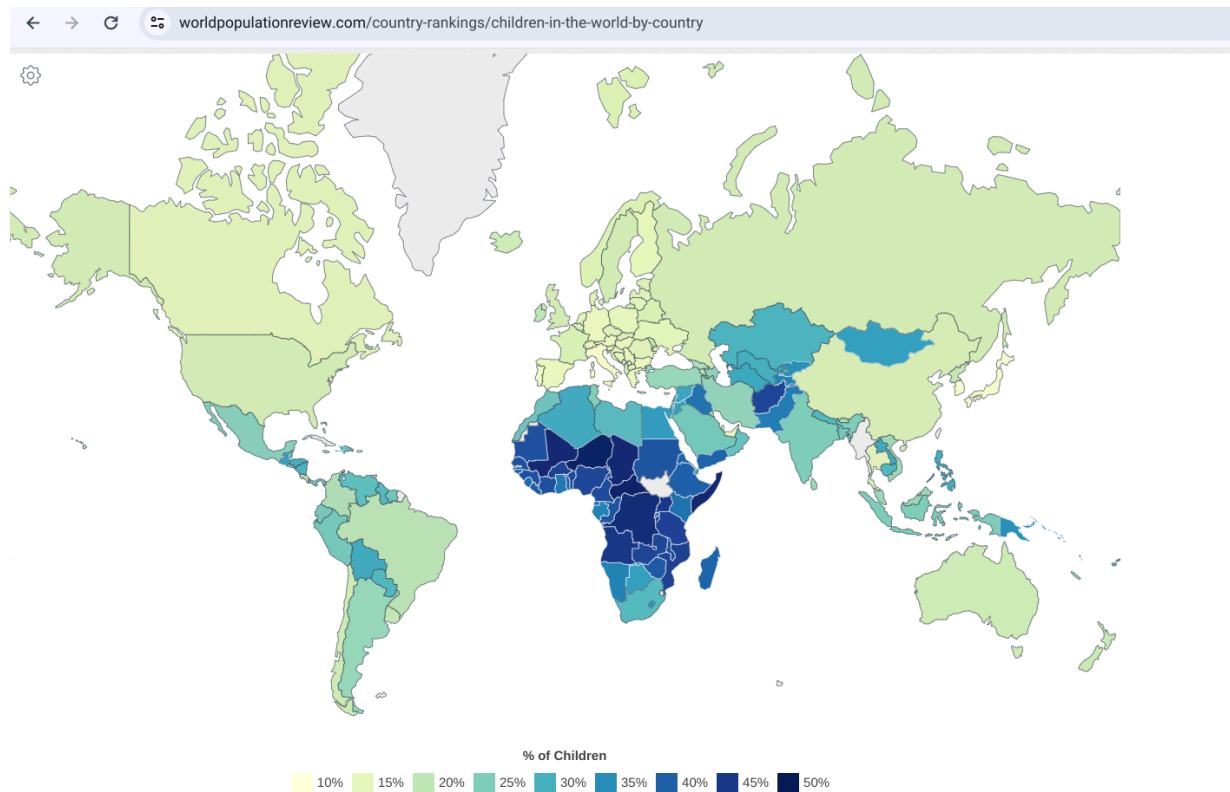 worldpopulationreview.com/country-rankings/children-in-the-world-by-country
% of Children
10% 15% 20% 25% 30% 35% 40% 45% 50%